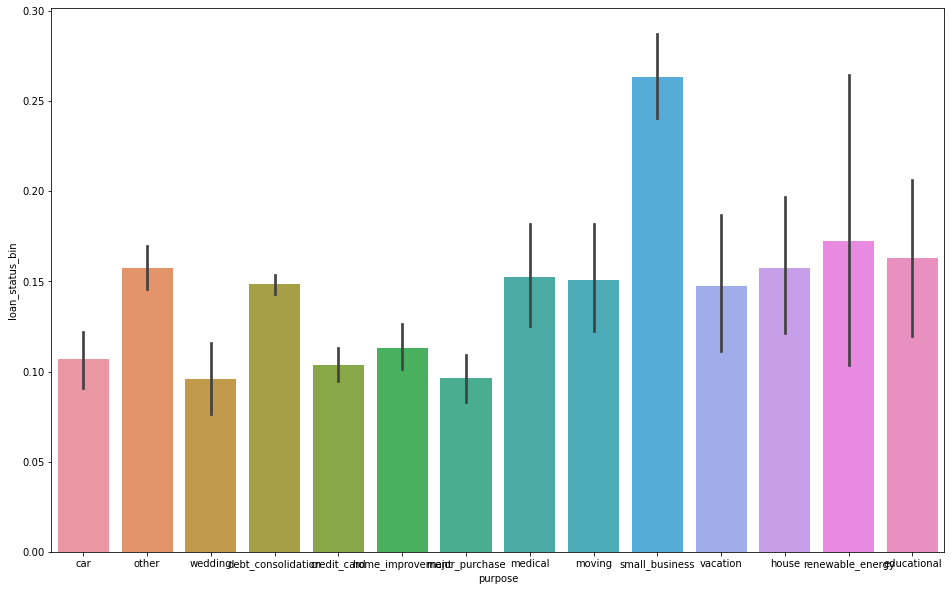 0.30
0.25
0.20
0.15
0.10
0.05
0.00
loan_status_bin
car other wedding debt_consolidation credit_card home_improvement major_purchase medical moving small_business vacation house renewable_energy educational
purpose